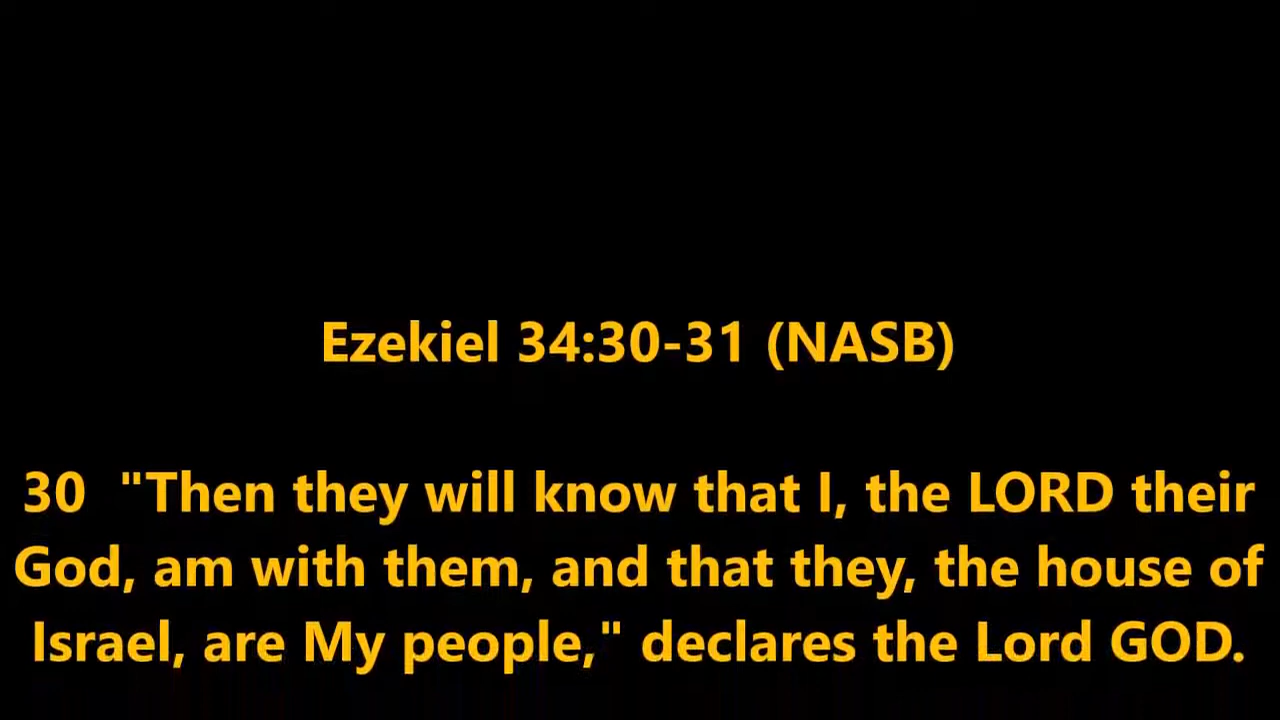 Ezekiel 34:30-31 (NASB)
30  "Then they will know that I, the LORD their
God, am with them, and that they, the house of
Israel, are My people," declares the Lord GOD.